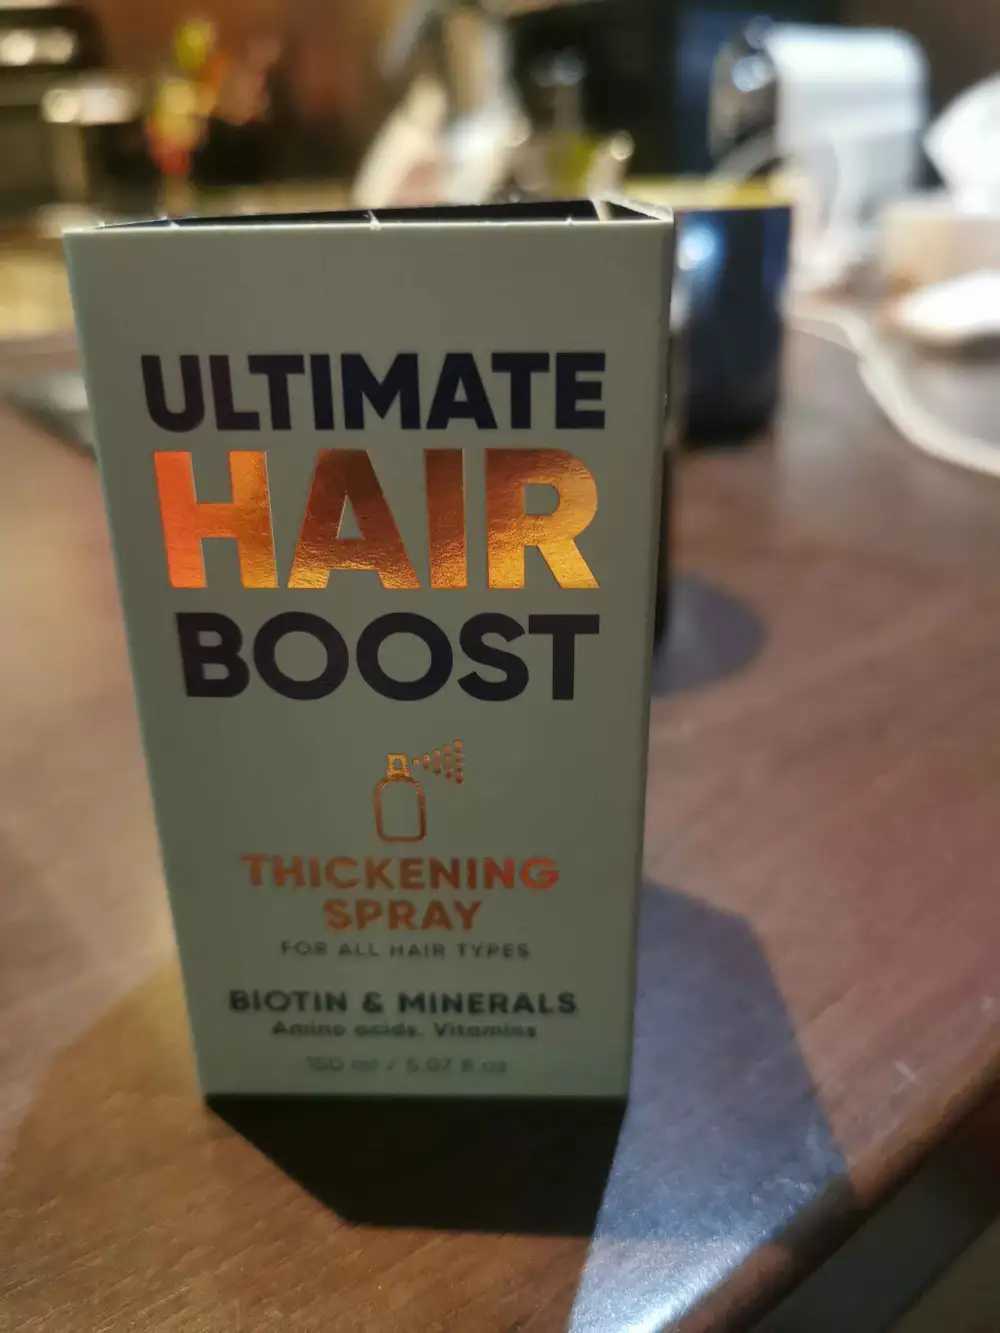 ULTIMATE
HAIR
BOOST
THICKENING
SPRAY
FOR ALL HAIR TYPES
BIOTIN & MINERALS
Amino acids, Vitamins
150 ml / 5.07 fl oz